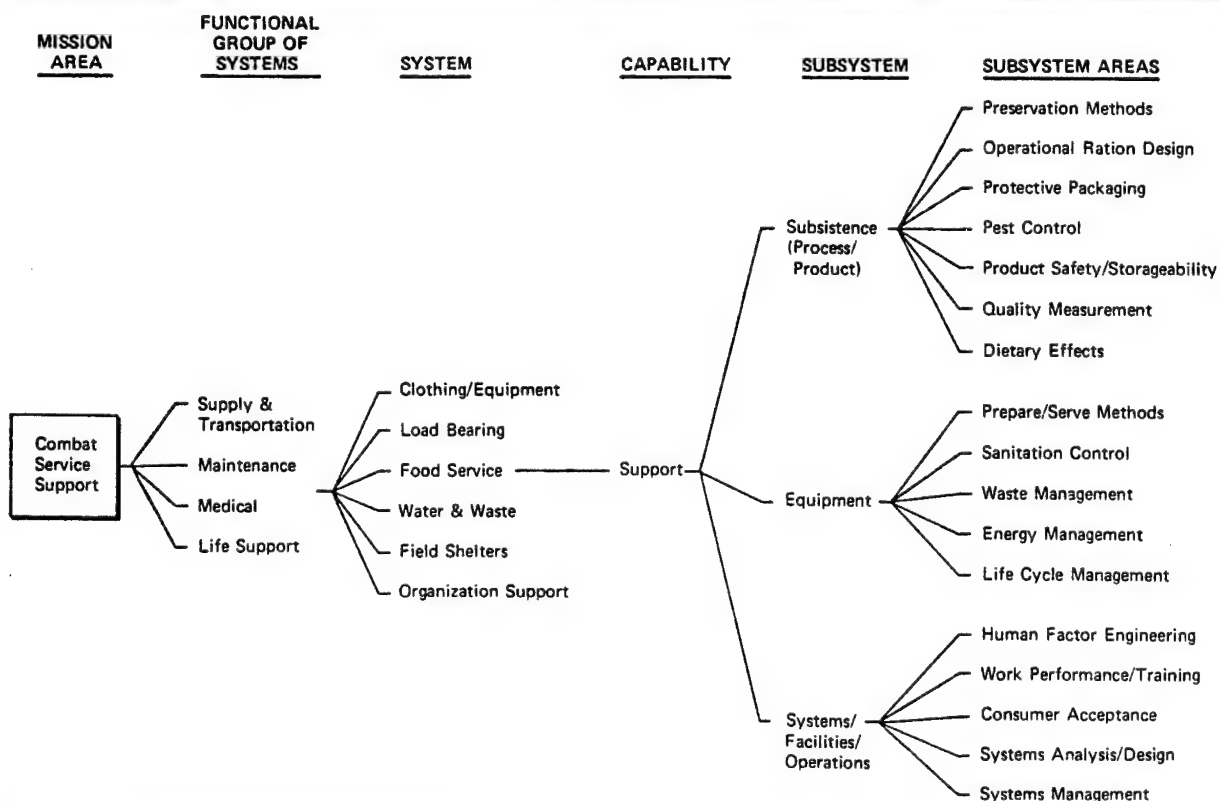 MISSION
AREA
FUNCTIONAL
GROUP OF
SYSTEMS
SYSTEM
CAPABILITY
SUBSYSTEM
SUBSYSTEM AREAS
Combat
Service
Support
Supply &
Transportation
Maintenance
Medical
Life Support
Clothing/Equipment
Load Bearing
Food Service
Water & Waste
Field Shelters
Organization Support
Support
Subsistence
(Process/
Product)
Preservation Methods
Operational Ration Design
Protective Packaging
Pest Control
Product Safety/Storageability
Quality Measurement
Dietary Effects
Equipment
Prepare/Serve Methods
Sanitation Control
Waste Management
Energy Management
Life Cycle Management
Systems/
Facilities/
Operations
Human Factor Engineering
Work Performance/Training
Consumer Acceptance
Systems Analysis/Design
Systems Management